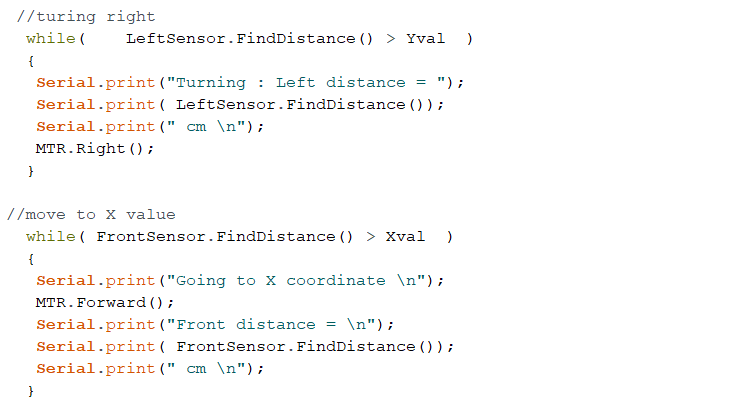 //turing right
while(    LeftSensor.FindDistance() > Yval  )
{
Serial.print("Turning : Left distance = ");
Serial.print( LeftSensor.FindDistance());
Serial.print(" cm \n");
MTR.Right();
}
//move to X value
while( FrontSensor.FindDistance() > Xval  )
{
Serial.print("Going to X coordinate \n");
MTR.Forward();
Serial.print("Front distance = \n");
Serial.print( FrontSensor.FindDistance());
Serial.print(" cm \n");
}